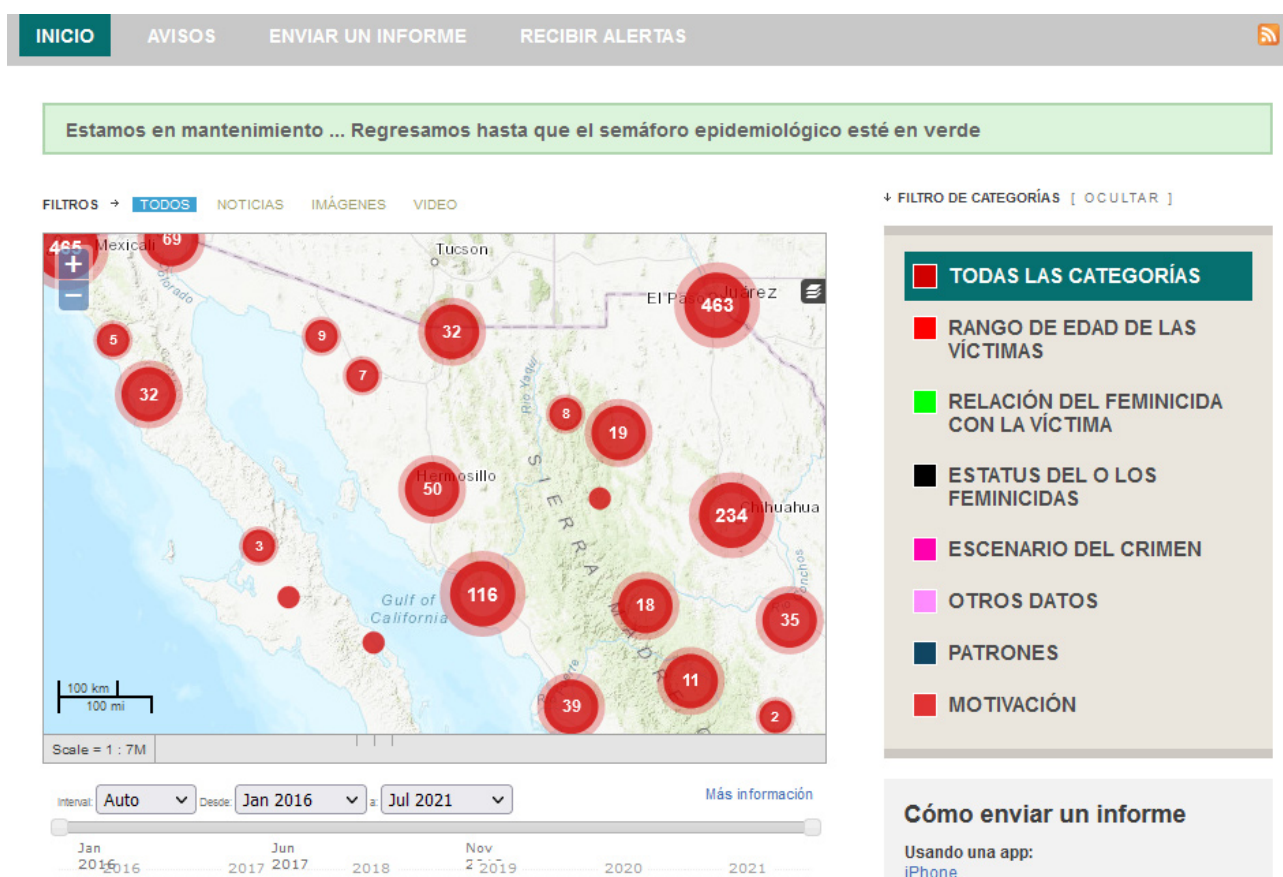 INICIO AVISOS ENVIAR UN INFORME RECIBIR ALERTAS
Estamos en mantenimiento ... Regresamos hasta que el semáforo epidemiológico esté en verde
FILTROS → TODOS NOTICIAS IMÁGENES VIDEO
465 Mexicali 69 Tucson
+
−
Colorado
El Paso Juárez
463
5 9 32
7
32
Río Yaqui
8
19
Hermosillo
50
234 Chihuahua
SIERRA MADRE
3
116
Gulf of
California
18
Conchos
35
11
39
2
100 km
100 mi
Scale = 1 : 7M
Interval: Auto Desde: Jan 2016 a: Jul 2021
Más información
Jan Jun Nov
2016 2017
2016 2017 2018 2019 2020 2021
↓ FILTRO DE CATEGORÍAS [ OCULTAR ]
TODAS LAS CATEGORÍAS
RANGO DE EDAD DE LAS
VÍCTIMAS
RELACIÓN DEL FEMINICIDA
CON LA VÍCTIMA
ESTATUS DEL O LOS
FEMINICIDAS
ESCENARIO DEL CRIMEN
OTROS DATOS
PATRONES
MOTIVACIÓN
Cómo enviar un informe
Usando una app:
iPhone